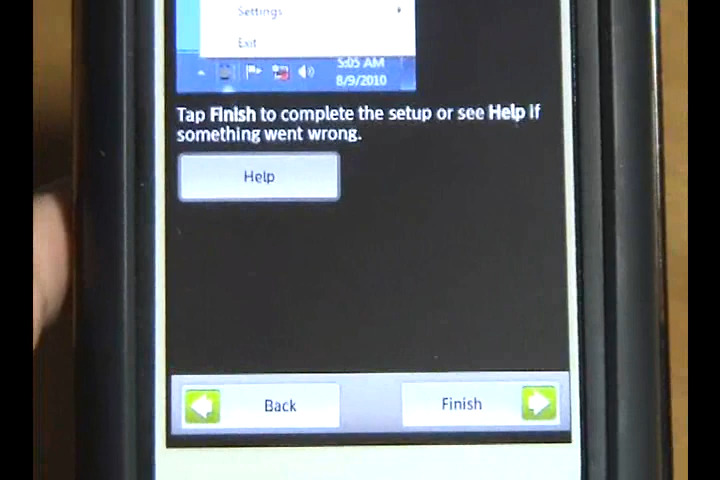 Settings
Exit
5:05 AM
8/9/2010
Tap Finish to complete the setup or see Help if
something went wrong.
Help
Back
Finish